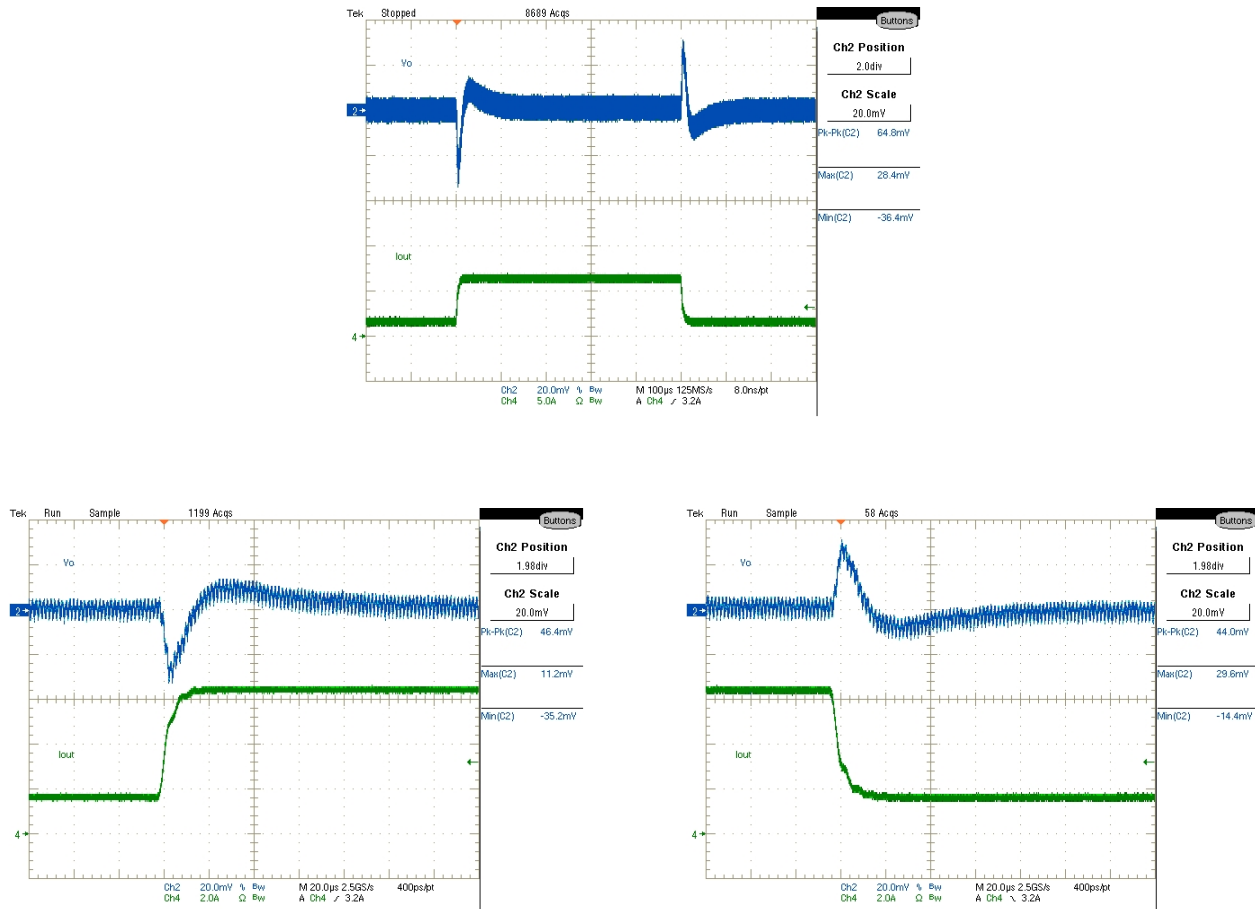 Tek Stopped 8689 Acqs
Buttons
Ch2 Position
2.0div
Ch2 Scale
20.0mV
Pk-Pk(C2) 64.8mV
Max(C2) 28.4mV
Min(C2) -36.4mV
Vo
2
Iout
4
Ch2 20.0mV % Bw M 100µs 125MS/s 8.0ns/pt
Ch4 5.0A Ω Bw A Ch4 / 3.2A
Tek Run Sample 1199 Acqs
Buttons
Ch2 Position
1.98div
Ch2 Scale
20.0mV
Pk-Pk(C2) 46.4mV
Max(C2) 11.2mV
Min(C2) -35.2mV
Vo
2
Iout
4
Ch2 20.0mV % Bw M 20.0µs 2.5GS/s 400ps/pt
Ch4 2.0A Ω Bw A Ch4 / 3.2A
Tek Run Sample 58 Acqs
Buttons
Ch2 Position
1.98div
Ch2 Scale
20.0mV
Pk-Pk(C2) 44.0mV
Max(C2) 29.6mV
Min(C2) -14.4mV
Vo
2
Iout
4
Ch2 20.0mV % Bw M 20.0µs 2.5GS/s 400ps/pt
Ch4 2.0A Ω Bw A Ch4 \ 3.2A